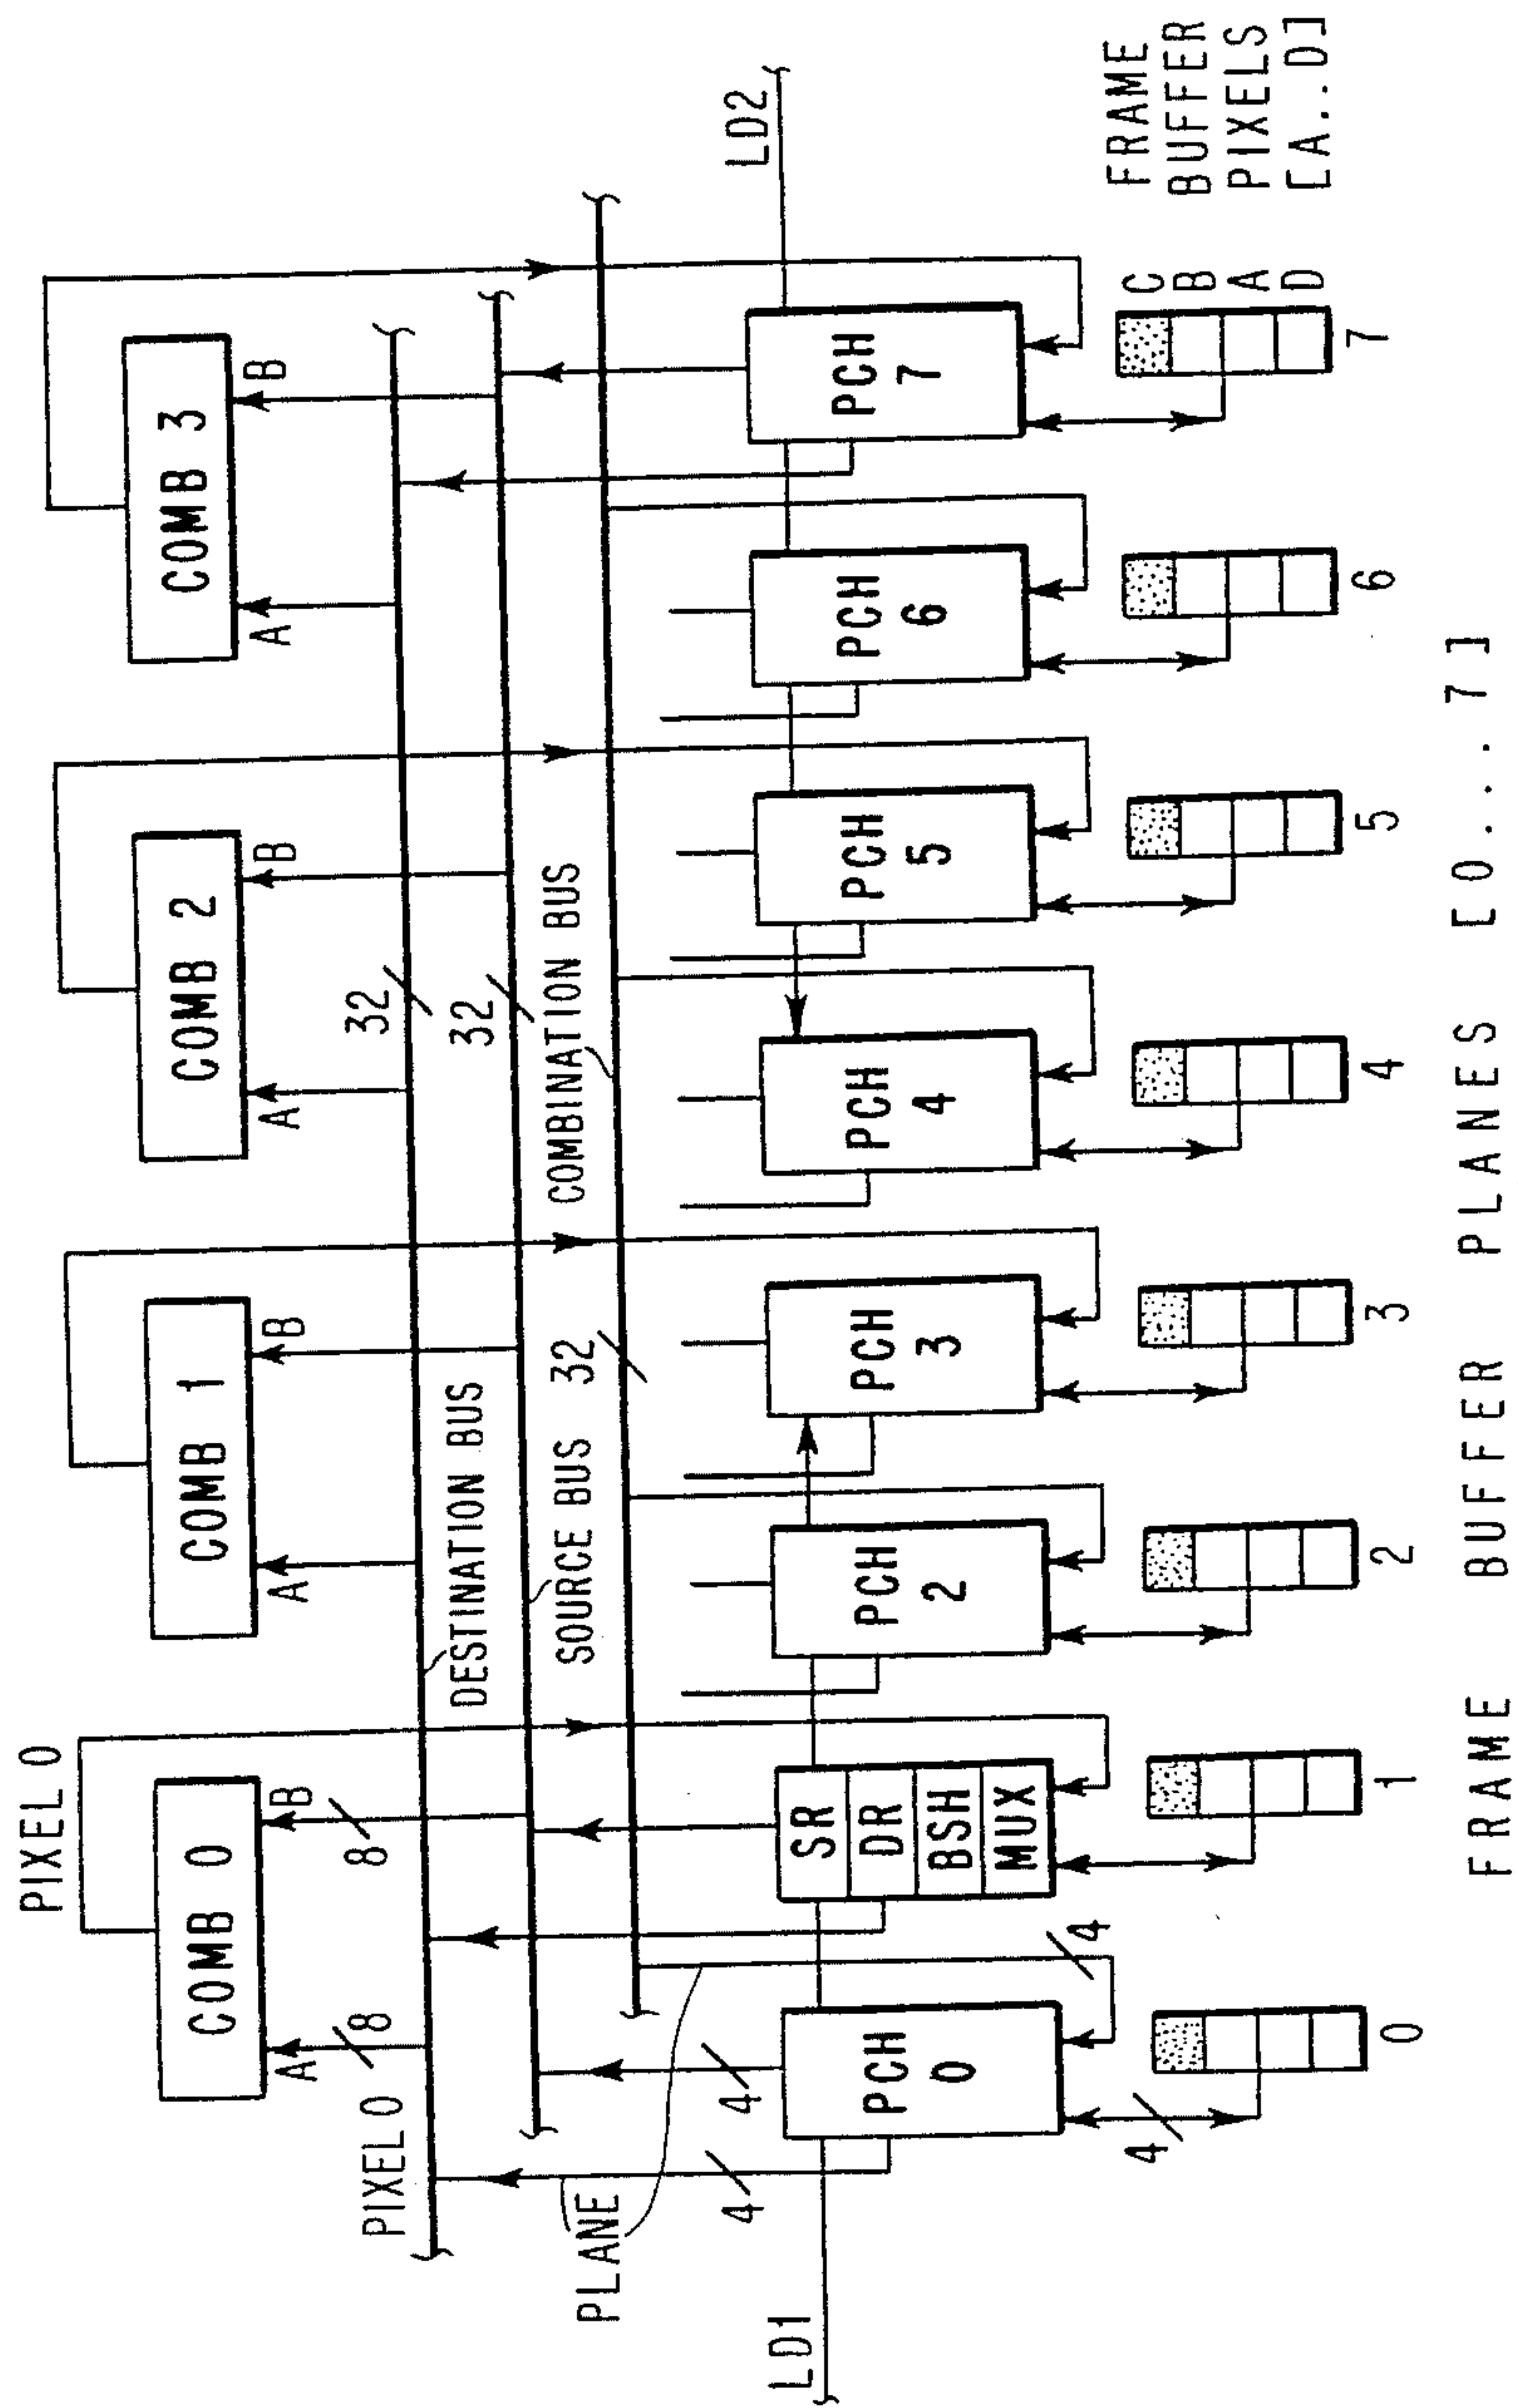 PIXEL 0
COMB 0
COMB 1
COMB 2
COMB 3
A
B
A
B
A
B
A
B
8
8
PIXEL 0
32
32
DESTINATION BUS
SOURCE BUS
32
COMBINATION BUS
PLANE
4
4
4
4
LD1
LD2
PCH 0
SR
DR
BSH
MUX
PCH 2
PCH 3
PCH 4
PCH 5
PCH 6
PCH 7
C
B
A
D
FRAME
BUFFER
PIXELS
[A..D]
0
1
2
3
4
5
6
7
FRAME BUFFER PLANES [0...7]